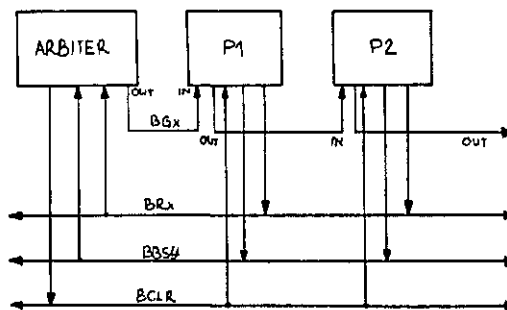 ARBITER
P1
P2
OUT
IN
BGx
OUT
IN
OUT
BRx
BBSY
BCLR